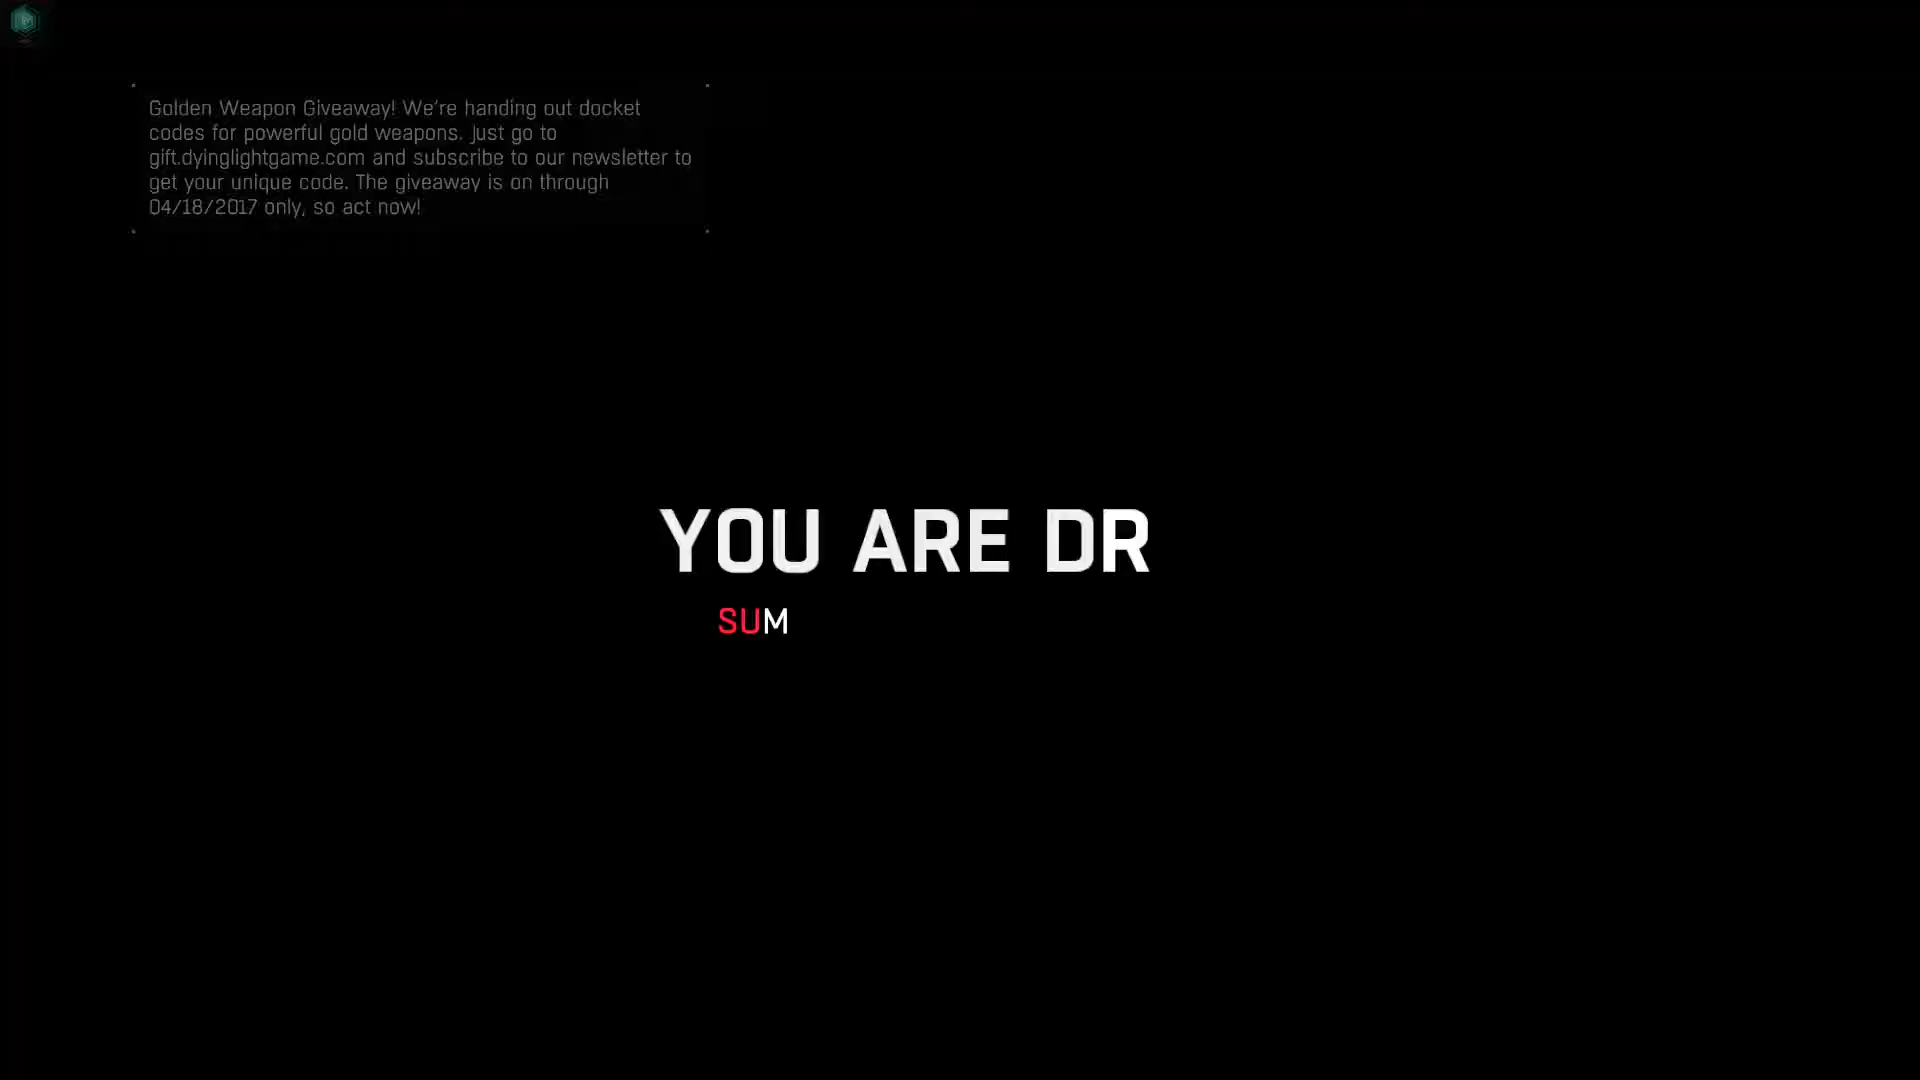 Golden Weapon Giveaway! We're handing out docket
codes for powerful gold weapons. Just go to
gift.dyinglightgame.com and subscribe to our newsletter to
get your unique code. The giveaway is on through
04/18/2017 only, so act now!
YOU ARE DR
SUM